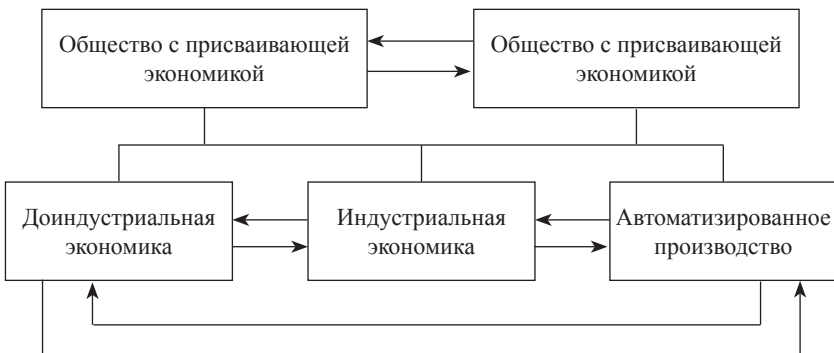 Общество с присваивающей
экономикой
Общество с присваивающей
экономикой
Доиндустриальная
экономика
Индустриальная
экономика
Автоматизированное
производство